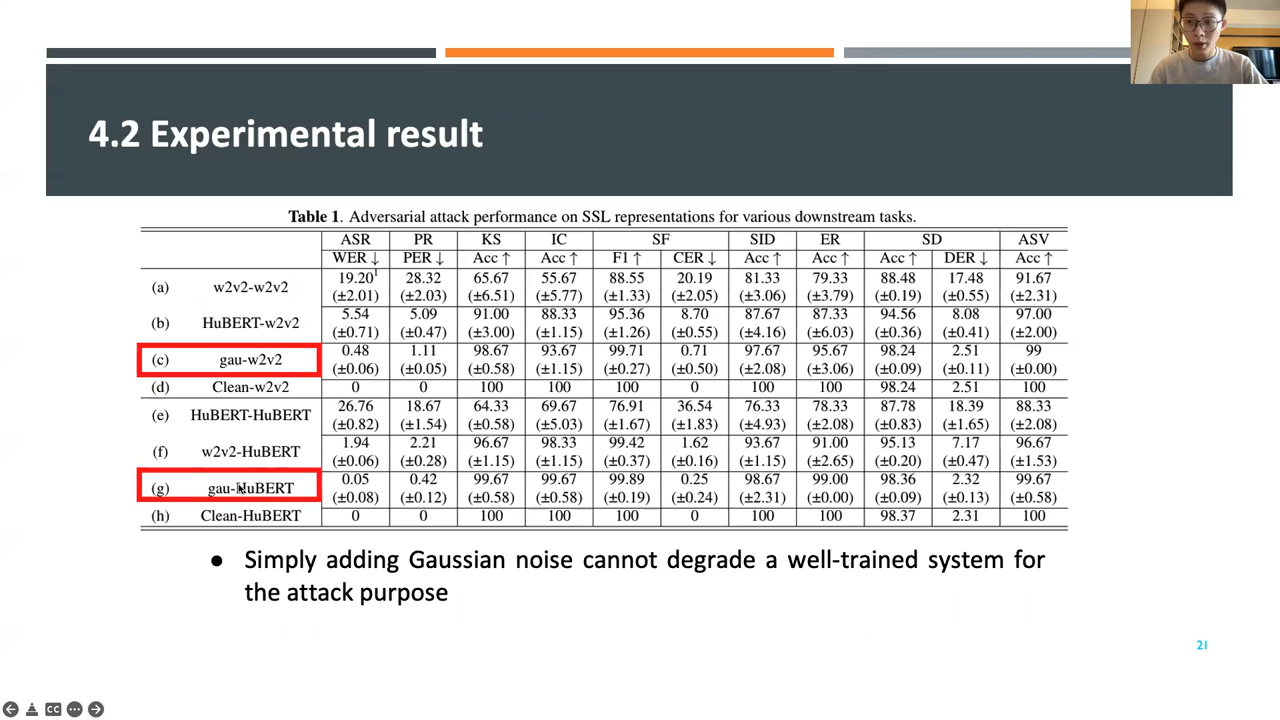 4.2 Experimental result
Table 1. Adversarial attack performance on SSL representations for various downstream tasks.
ASR PR KS IC SF SID ER SD ASV
WER ↓ PER ↓ Acc ↑ Acc ↑ F1 ↑ CER ↓ Acc ↑ Acc ↑ Acc ↑ DER ↓ Acc ↑
(a) w2v2-w2v2 19.20¹ 28.32 65.67 55.67 88.55 20.19 81.33 79.33 88.48 17.48 91.67
(±2.01) (±2.03) (±6.51) (±5.77) (±1.33) (±2.05) (±3.06) (±3.79) (±0.19) (±0.55) (±2.31)
(b) HuBERT-w2v2 5.54 5.09 91.00 88.33 95.36 8.70 87.67 87.33 94.56 8.08 97.00
(±0.71) (±0.47) (±3.00) (±1.15) (±1.26) (±0.55) (±4.16) (±6.03) (±0.36) (±0.41) (±2.00)
(c) gau-w2v2 0.48 1.11 98.67 93.67 99.71 0.71 97.67 95.67 98.24 2.51 99
(±0.06) (±0.05) (±0.58) (±1.15) (±0.27) (±0.50) (±2.08) (±3.06) (±0.09) (±0.11) (±0.00)
(d) Clean-w2v2 0 0 100 100 100 0 100 100 98.24 2.51 100
(e) HuBERT-HuBERT 26.76 18.67 64.33 69.67 76.91 36.54 76.33 78.33 87.78 18.39 88.33
(±0.82) (±1.54) (±0.58) (±5.03) (±1.67) (±1.83) (±4.93) (±2.08) (±0.83) (±1.65) (±2.08)
(f) w2v2-HuBERT 1.94 2.21 96.67 98.33 99.42 1.62 93.67 91.00 95.13 7.17 96.67
(±0.06) (±0.28) (±1.15) (±1.15) (±0.37) (±0.16) (±1.15) (±2.65) (±0.20) (±0.47) (±1.53)
(g) gau-HuBERT 0.05 0.42 99.67 99.67 99.83 0.25 98.67 99.00 98.36 2.32 99.67
(±0.08) (±0.12) (±0.58) (±0.58) (±0.19) (±0.24) (±2.31) (±0.00) (±0.09) (±0.13) (±0.58)
(h) Clean-HuBERT 0 0 100 100 100 0 100 100 98.37 2.31 100
● Simply adding Gaussian noise cannot degrade a well-trained system for
the attack purpose
21
CC